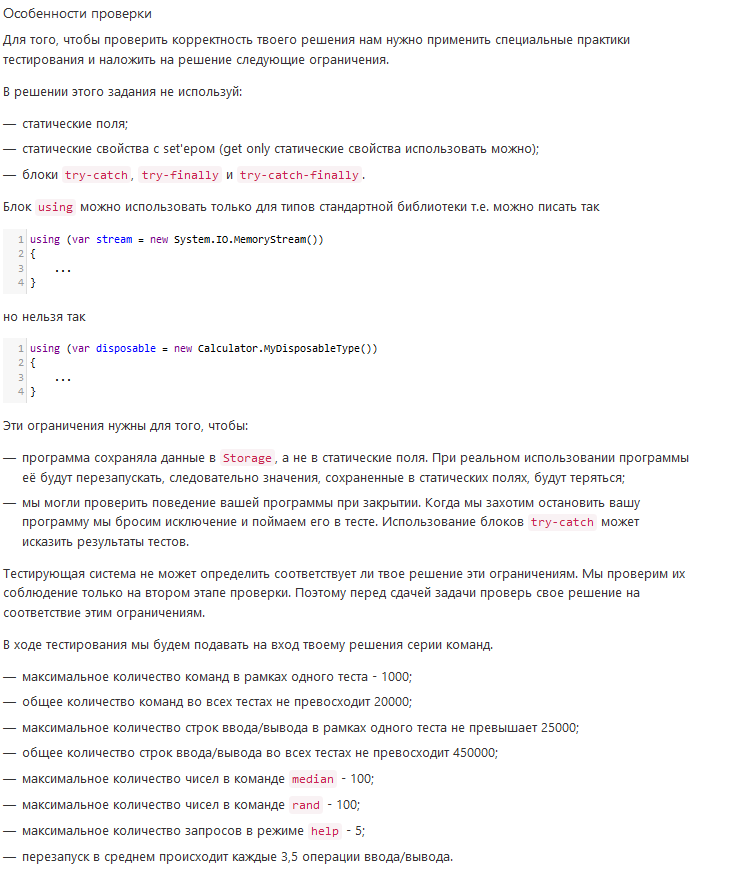 Особенности проверки
Для того, чтобы проверить корректность твоего решения нам нужно применить специальные практики
тестирования и наложить на решение следующие ограничения.
В решении этого задания не используй:
— статические поля;
— статические свойства с set'ером (get only статические свойства использовать можно);
— блоки try-catch, try-finally и try-catch-finally.
Блок using можно использовать только для типов стандартной библиотеки т.е. можно писать так
1 using (var stream = new System.IO.MemoryStream())
2 {
3     ...
4 }
но нельзя так
1 using (var disposable = new Calculator.MyDisposableType())
2 {
3     ...
4 }
Эти ограничения нужны для того, чтобы:
— программа сохраняла данные в Storage, а не в статические поля. При реальном использовании программы
её будут перезапускать, следовательно значения, сохраненные в статических полях, будут теряться;
— мы могли проверить поведение вашей программы при закрытии. Когда мы захотим остановить вашу
программу мы бросим исключение и поймаем его в тесте. Использование блоков try-catch может
исказить результаты тестов.
Тестирующая система не может определить соответствует ли твое решение эти ограничениям. Мы проверим их
соблюдение только на втором этапе проверки. Поэтому перед сдачей задачи проверь свое решение на
соответствие этим ограничениям.
В ходе тестирования мы будем подавать на вход твоему решения серии команд.
— максимальное количество команд в рамках одного теста - 1000;
— общее количество команд во всех тестах не превосходит 20000;
— максимальное количество строк ввода/вывода в рамках одного теста не превышает 25000;
— общее количество строк ввода/вывода во всех тестах не превосходит 450000;
— максимальное количество чисел в команде median - 100;
— максимальное количество чисел в команде rand - 100;
— максимальное количество запросов в режиме help - 5;
— перезапуск в среднем происходит каждые 3,5 операции ввода/вывода.